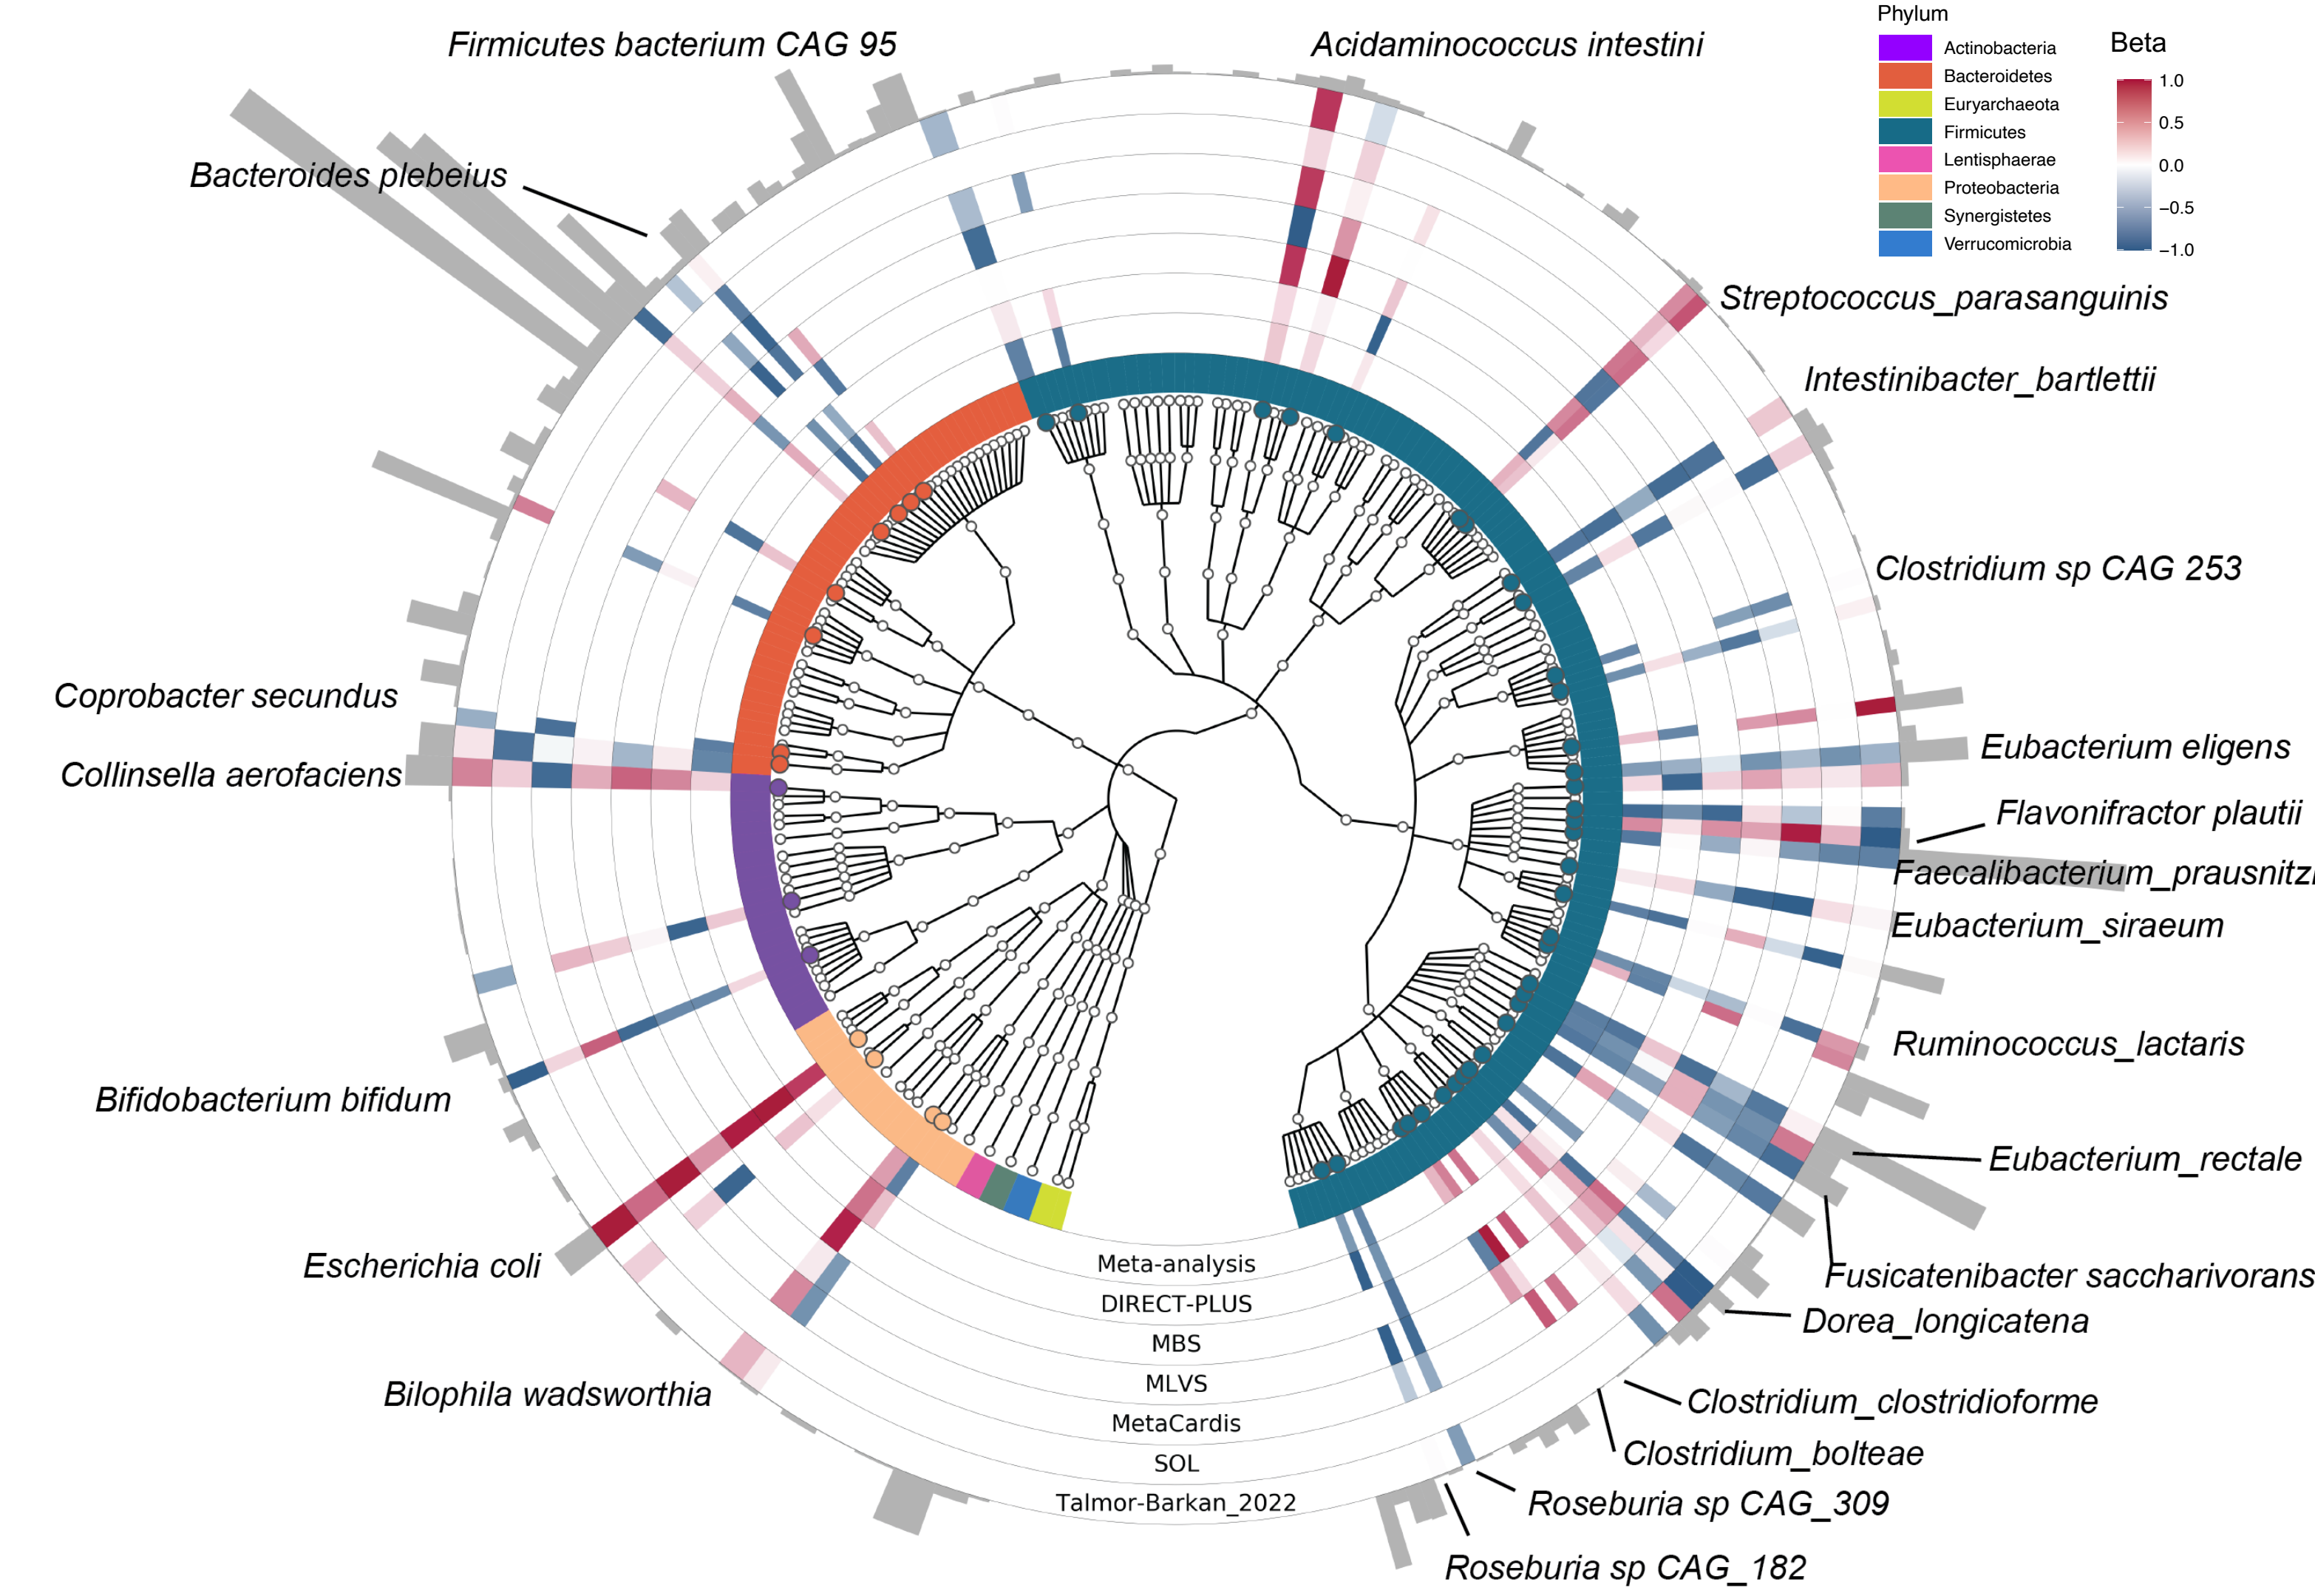 Phylum
Actinobacteria
Bacteroidetes
Euryarchaeota
Firmicutes
Lentisphaerae
Proteobacteria
Synergistetes
Verrucomicrobia
Beta
1.0
0.5
0.0
−0.5
−1.0
Firmicutes bacterium CAG 95
Acidaminococcus intestini
Bacteroides plebeius
Streptococcus_parasanguinis
Intestinibacter_bartlettii
Clostridium sp CAG 253
Coprobacter secundus
Collinsella aerofaciens
Eubacterium eligens
Flavonifractor plautii
Faecalibacterium_prausnitzi
Eubacterium_siraeum
Ruminococcus_lactaris
Bifidobacterium bifidum
Eubacterium_rectale
Escherichia coli
Fusicatenibacter saccharivorans
Dorea_longicatena
Bilophila wadsworthia
Clostridium_clostridioforme
Clostridium_bolteae
Roseburia sp CAG_309
Roseburia sp CAG_182
Meta-analysis
DIRECT-PLUS
MBS
MLVS
MetaCardis
SOL
Talmor-Barkan_2022